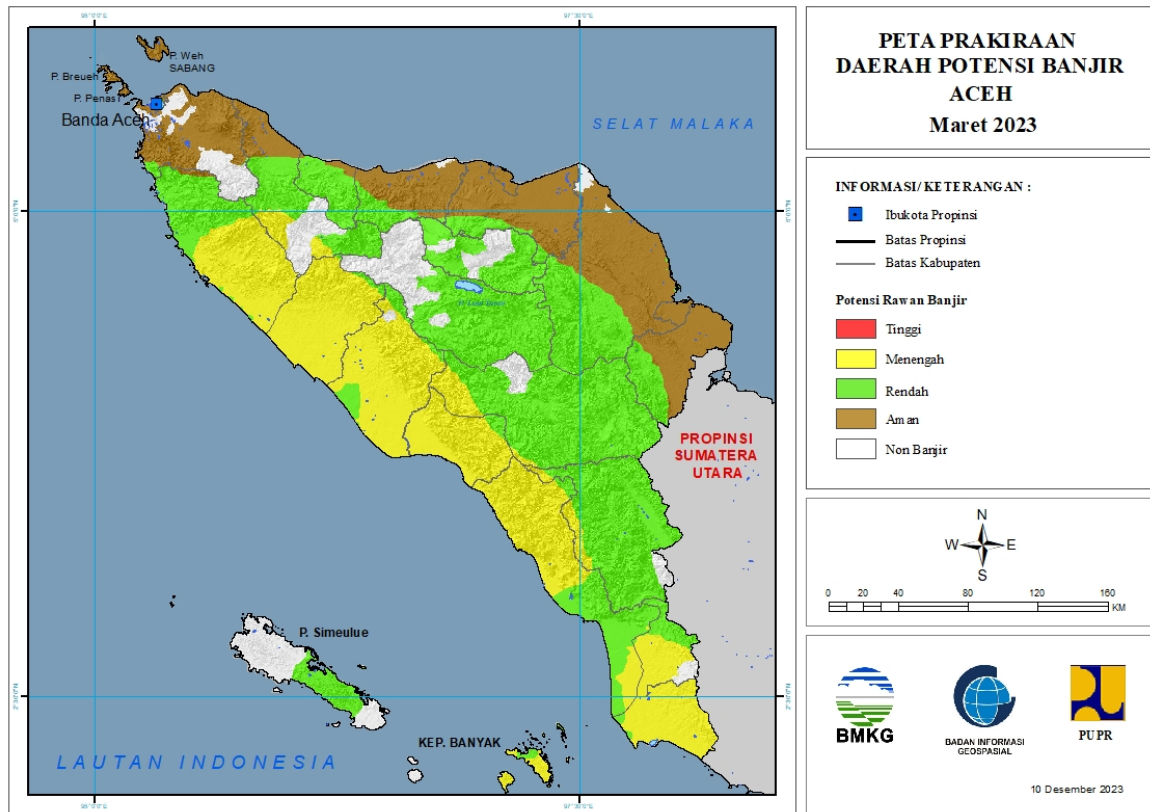 PETA PRAKIRAAN
DAERAH POTENSI BANJIR
ACEH
Maret 2023
INFORMASI/ KETERANGAN :
Ibukota Propinsi
Batas Propinsi
Batas Kabupaten
Potensi Rawan Banjir
Tinggi
Menengah
Rendah
Aman
Non Banjir
N
W E
S
0 20 40 80 120 160
KM
BMKG
BADAN INFORMASI
GEOSPASIAL
PUPR
10 Desember 2023
P. Weh
SABANG
P. Breueh
P. Penasi
Banda Aceh
SELAT MALAKA
PROPINSI
SUMATERA
UTARA
P. Simeulue
KEP. BANYAK
LAUTAN INDONESIA